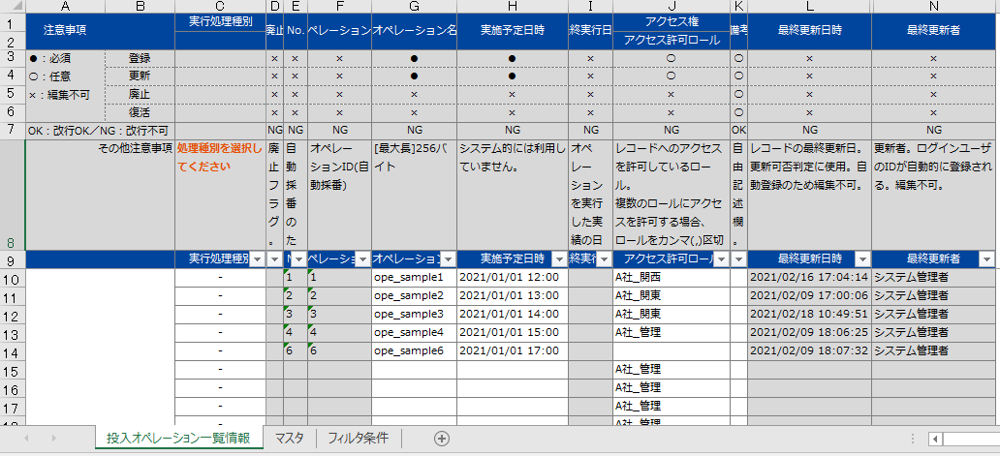 A B C D E F G H I J K L N
1 注意事項 実行処理種別 廃止 No. ペレーション オペレーション名 実施予定日時 終実行日 アクセス権 備考 最終更新日時 最終更新者
2 アクセス許可ロール
3 ●：必須 登録 × × × ● ● × ○ ○ × ×
4 ○：任意 更新 × × × ● ● × ○ ○ × ×
5 ×：編集不可 廃止 × × × × × × × ○ × ×
6 復活 × × × × × × × ○ × ×
7 OK：改行OK／NG：改行不可 NG NG NG NG NG NG NG OK NG NG
8 その他注意事項
処理種別を選択し
てください
廃止フラグ。
自動採番のた
オペレー
ションID(自
動採番)
[最大長]256バ
イト
システム的には利用し
ていません。
オペ
レー
ション
を実行
した実
績の日
レコードへのアクセス
を許可しているロー
ル。
複数のロールにアクセ
スを許可する場合、
ロールをカンマ(,)区切
自由記述欄。
レコードの最終更新日。
更新可否判定に使用。自
動登録のため編集不可。
更新者。ログインユーザ
のIDが自動的に登録され
る。編集不可。
9 実行処理種別 ペレーショ オペレーション 実施予定日時 終実行 アクセス許可ロール 最終更新日時 最終更新者
10 - 1 1 ope_sample1 2021/01/01 12:00 A社_関西 2021/02/16 17:04:14 システム管理者
11 - 2 2 ope_sample2 2021/01/01 13:00 A社_関東 2021/02/09 17:00:06 システム管理者
12 - 3 3 ope_sample3 2021/01/01 14:00 A社_関東 2021/02/18 10:49:51 システム管理者
13 - 4 4 ope_sample4 2021/01/01 15:00 A社_管理 2021/02/09 18:06:25 システム管理者
14 - 6 6 ope_sample6 2021/01/01 17:00 2021/02/09 18:07:32 システム管理者
15 - A社_管理
16 - A社_管理
17 - A社_管理
- A社_管理
投入オペレーション一覧情報 マスタ フィルタ条件